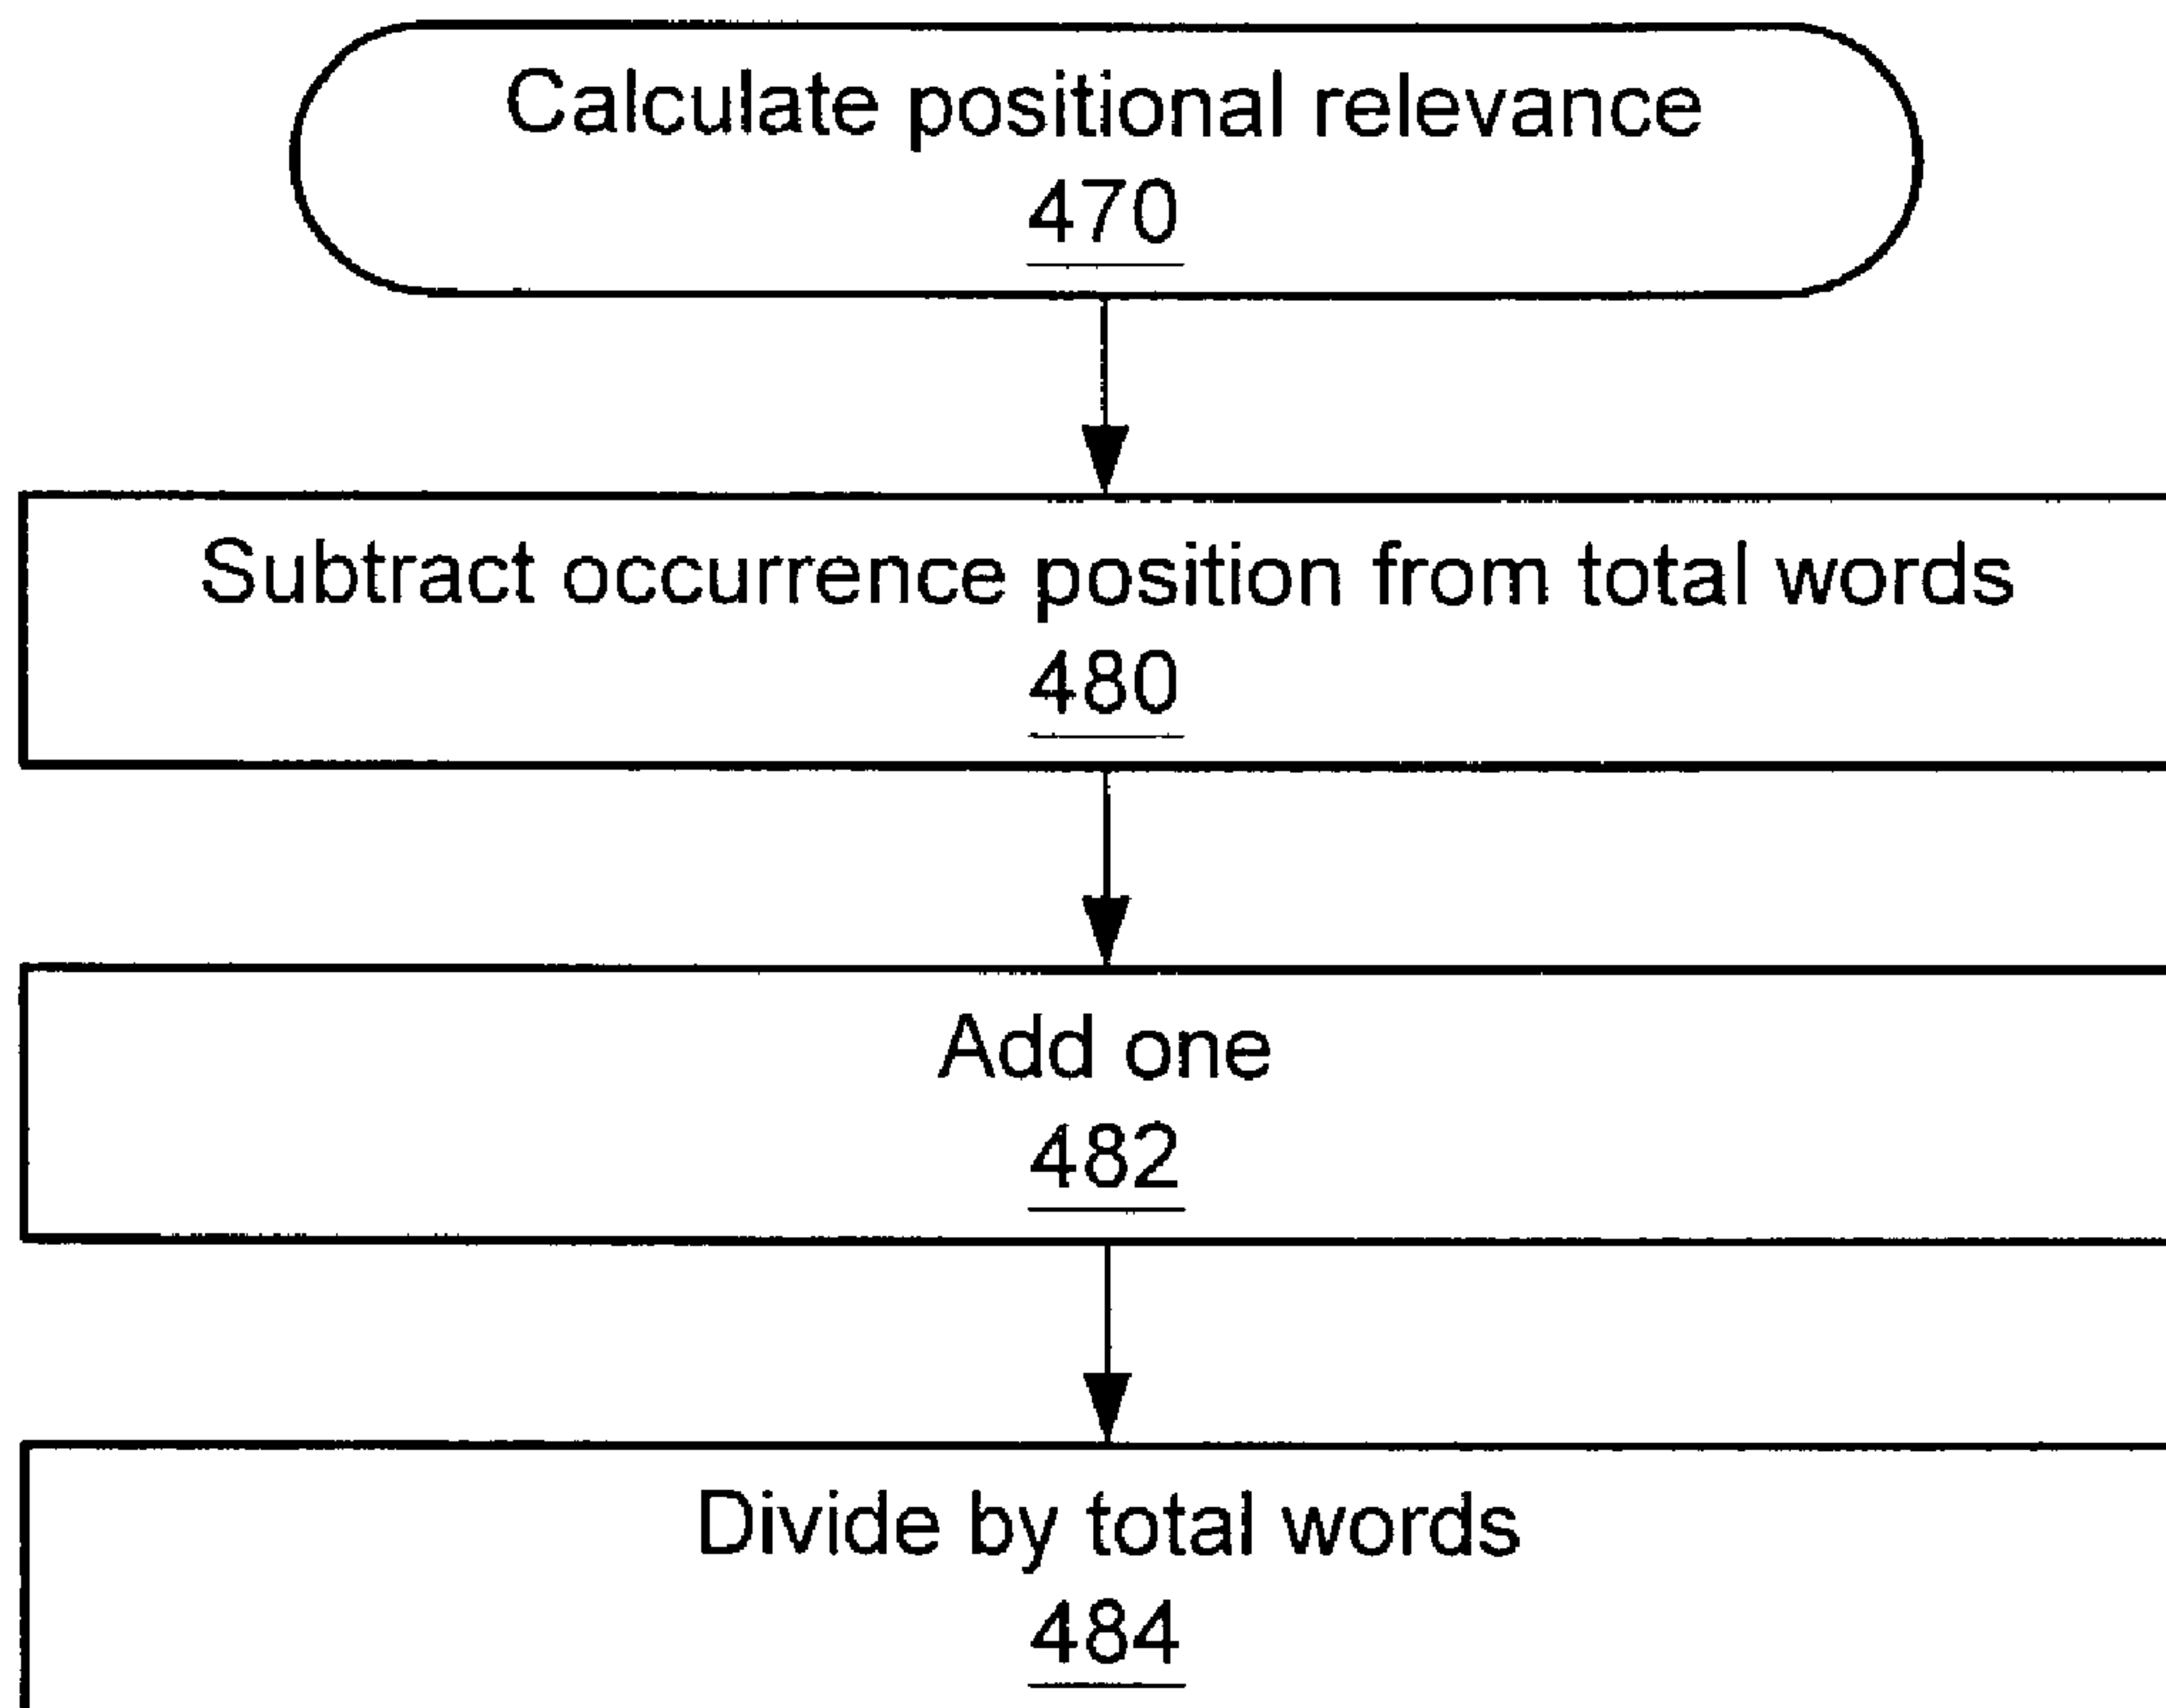 Calculate positional relevance
470
Subtract occurrence position from total words
480
Add one
482
Divide by total words
484